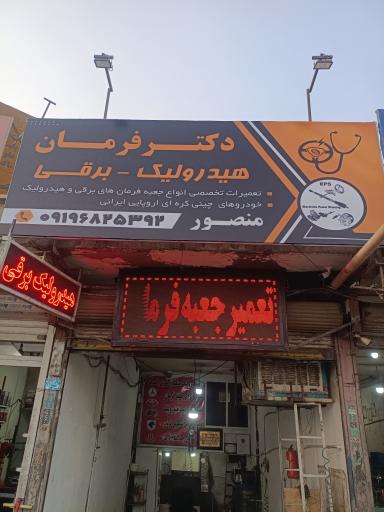 دکتر فرمان
هیدرولیک - برقی
تعمیرات تخصصی انواع جعبه فرمان های برقی و هیدرولیک
خودروهای چینی کره ای اروپایی ایرانی
منصور
۰۹۱۹۶۸۲۵۳۹۲
EPS
هیدرولیک برقی
تعمیر جعبه فرما